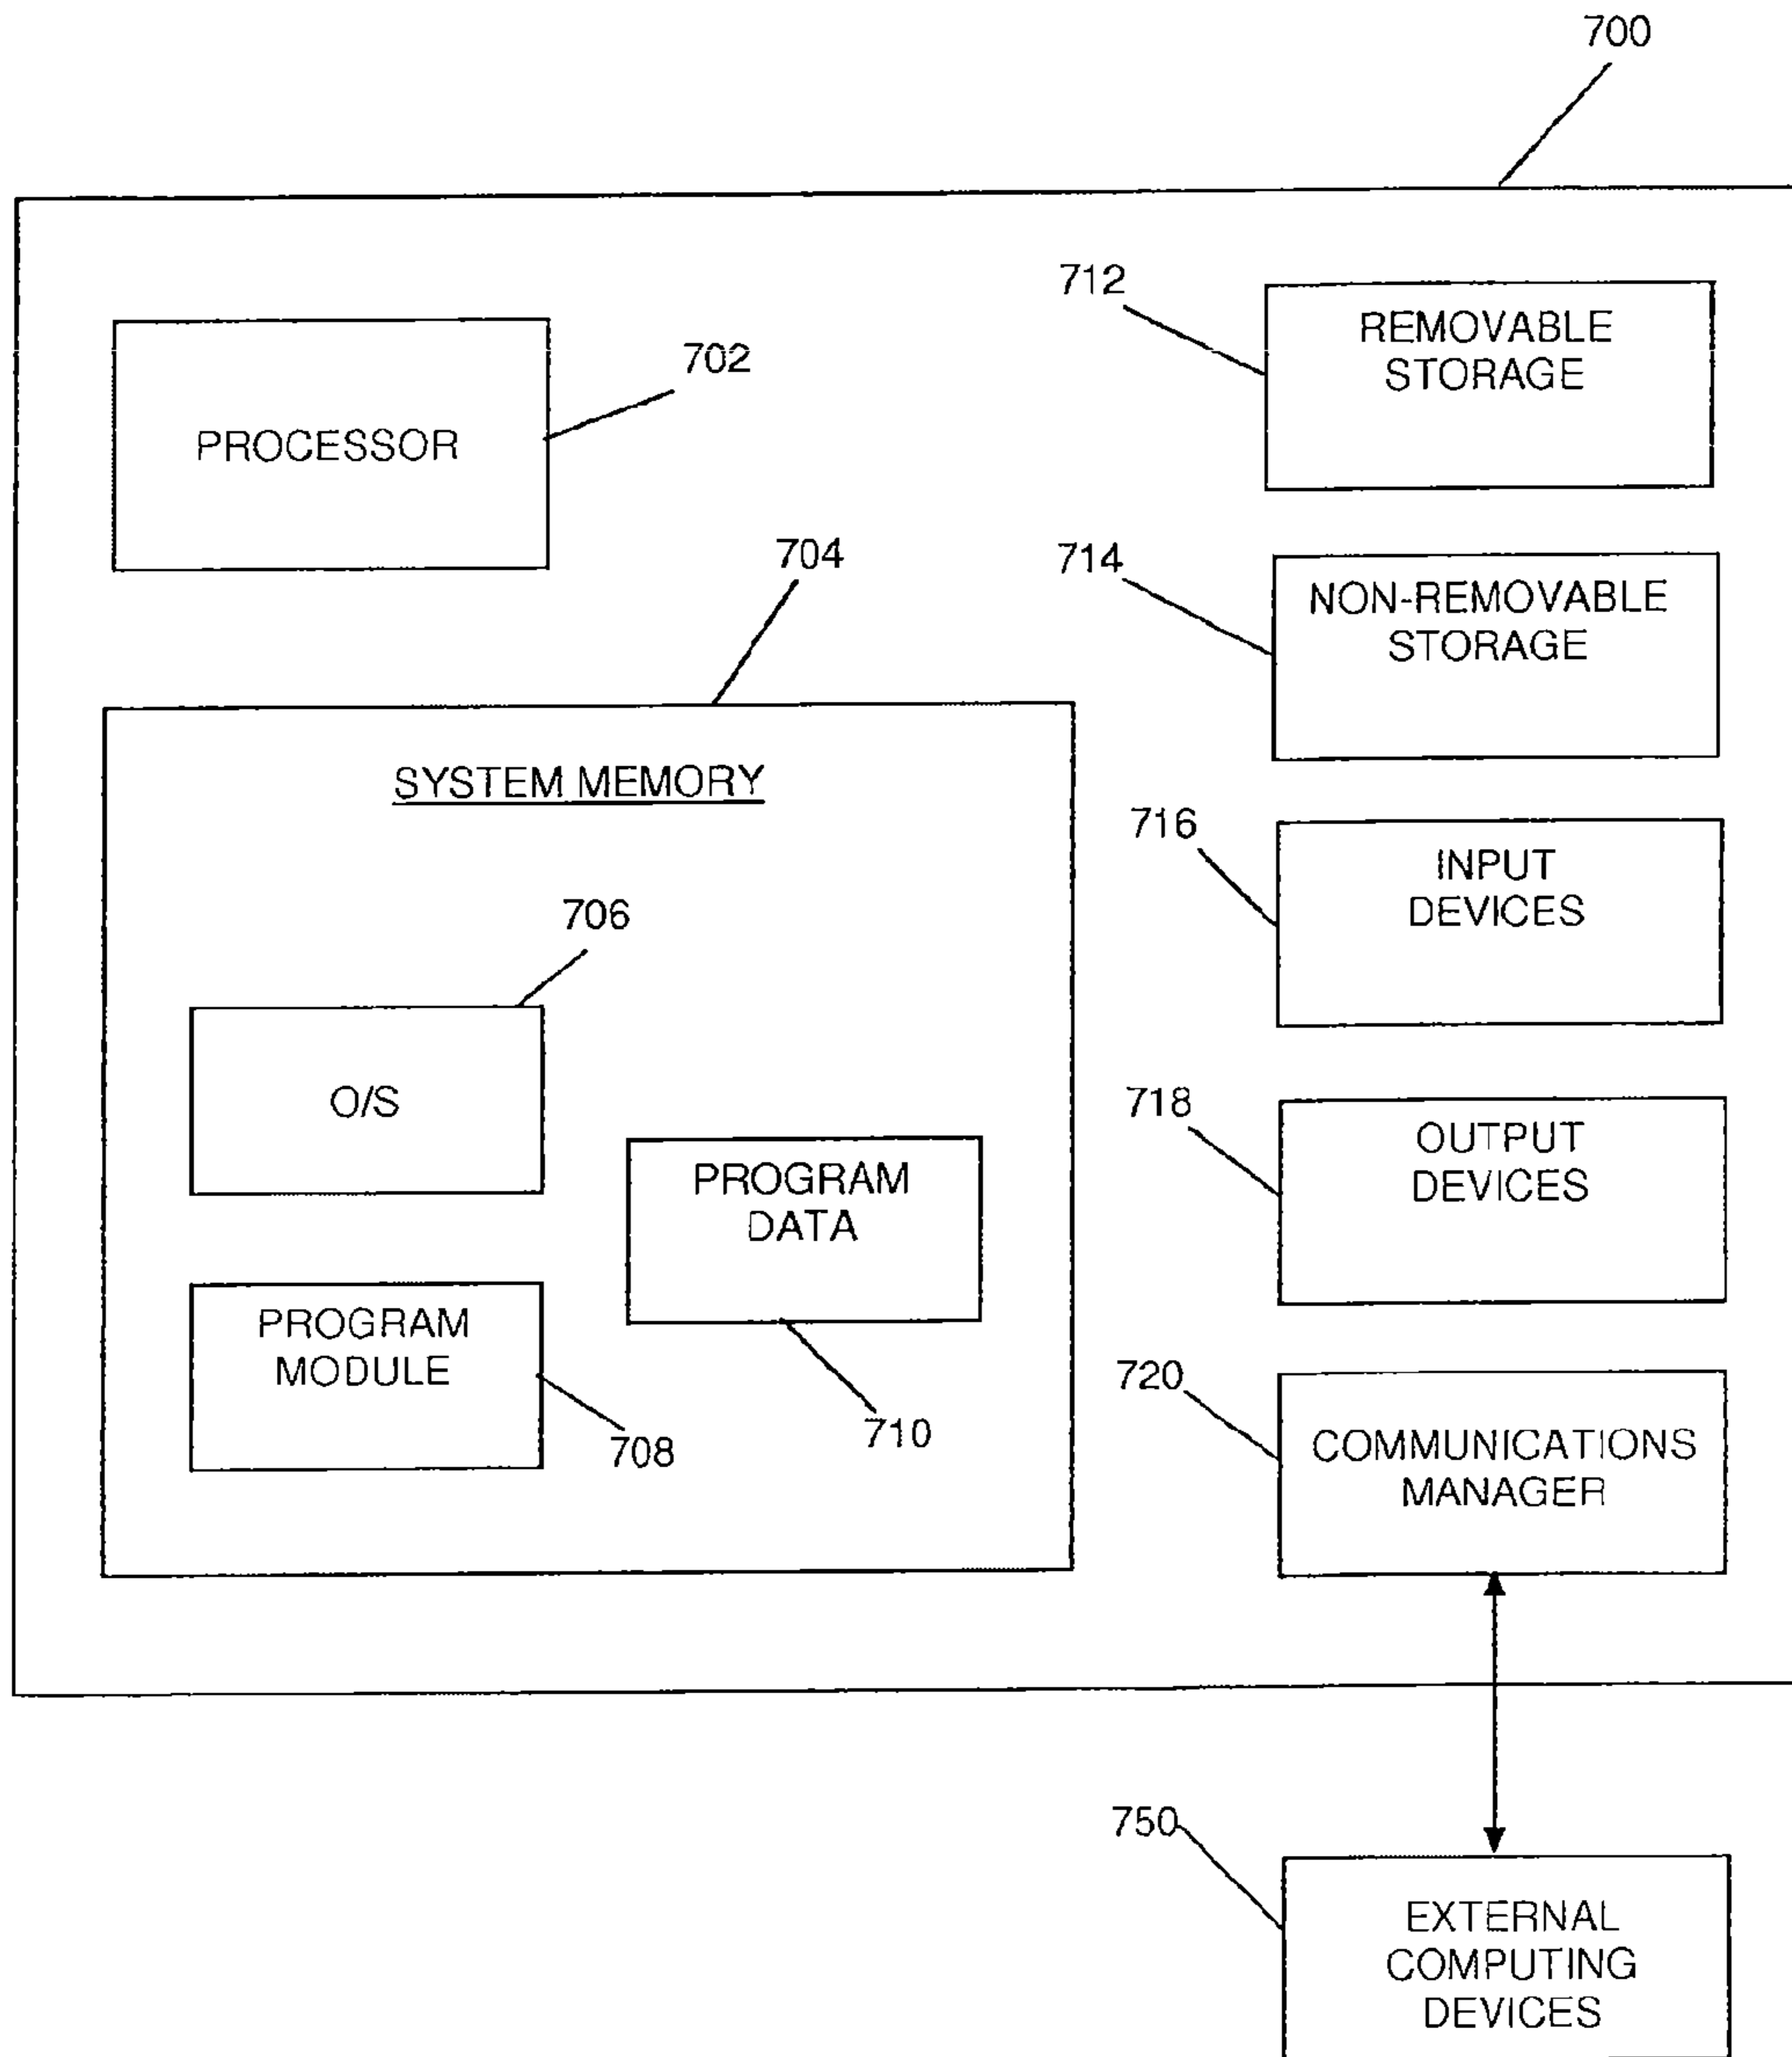 700
712
REMOVABLE
STORAGE
702
PROCESSOR
704
714
NON-REMOVABLE
STORAGE
SYSTEM MEMORY
716
INPUT
DEVICES
706
O/S
718
OUTPUT
DEVICES
PROGRAM
DATA
PROGRAM
MODULE
708
710
720
COMMUNICATIONS
MANAGER
750
EXTERNAL
COMPUTING
DEVICES